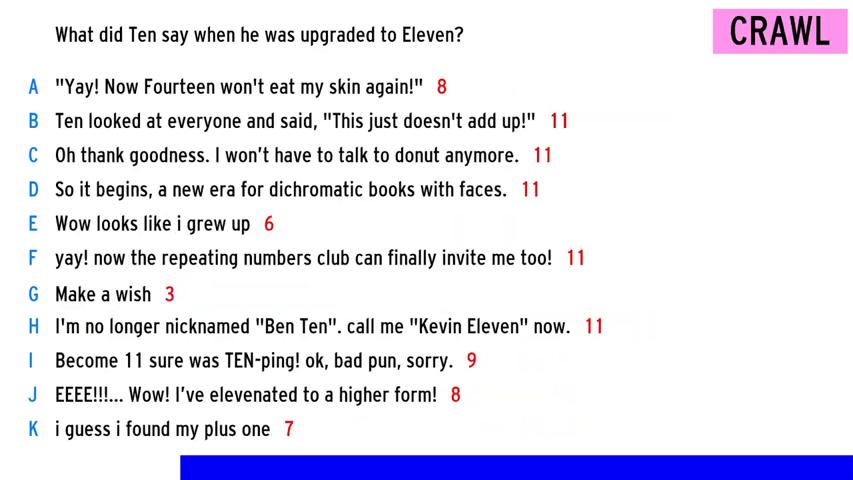 What did Ten say when he was upgraded to Eleven?
CRAWL
A "Yay! Now Fourteen won't eat my skin again!" 8
B Ten looked at everyone and said, "This just doesn't add up!" 11
C Oh thank goodness. I won’t have to talk to donut anymore. 11
D So it begins, a new era for dichromatic books with faces. 11
E Wow looks like i grew up 6
F yay! now the repeating numbers club can finally invite me too! 11
G Make a wish 3
H I'm no longer nicknamed "Ben Ten". call me "Kevin Eleven" now. 11
I Become 11 sure was TEN-ping! ok, bad pun, sorry. 9
J EEEE!!!... Wow! I’ve elevenated to a higher form! 8
K i guess i found my plus one 7